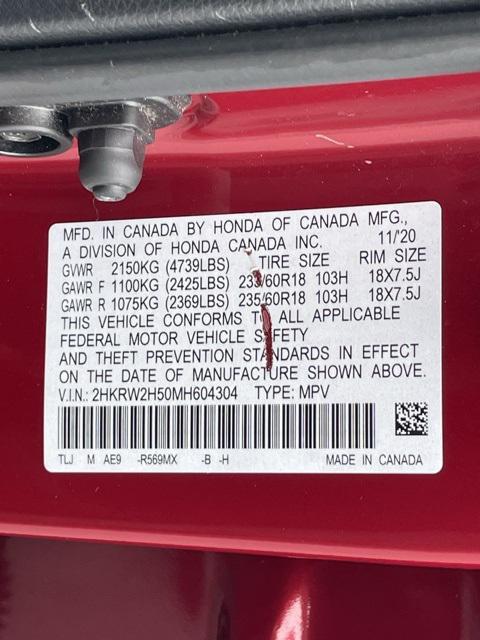 MFD. IN CANADA BY HONDA OF CANADA MFG.,
A DIVISION OF HONDA CANADA INC. 11/'20
GVWR 2150KG (4739LBS) TIRE SIZE RIM SIZE
GAWR F 1100KG (2425LBS) 235/60R18 103H 18X7.5J
GAWR R 1075KG (2369LBS) 235/60R18 103H 18X7.5J
THIS VEHICLE CONFORMS TO ALL APPLICABLE
FEDERAL MOTOR VEHICLE SAFETY
AND THEFT PREVENTION STANDARDS IN EFFECT
ON THE DATE OF MANUFACTURE SHOWN ABOVE.
V.I.N.: 2HKRW2H50MH604304 TYPE: MPV
TLJ M AE9 -R569MX -B -H MADE IN CANADA